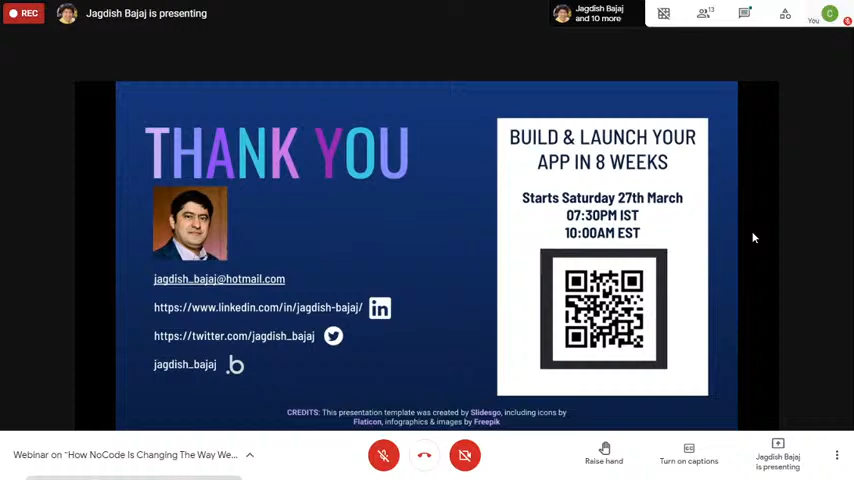 REC
Jagdish Bajaj is presenting
Jagdish Bajaj
and 10 more
13
You
C
THANK YOU
jagdish_bajaj@hotmail.com
https://www.linkedin.com/in/jagdish-bajaj/
in
https://twitter.com/jagdish_bajaj
jagdish_bajaj
.b
BUILD & LAUNCH YOUR
APP IN 8 WEEKS
Starts Saturday 27th March
07:30PM IST
10:00AM EST
CREDITS: This presentation template was created by Slidesgo, including icons by
Flaticon, infographics & images by Freepik
Webinar on "How NoCode Is Changing The Way We...
Raise hand
Turn on captions
Jagdish Bajaj
is presenting